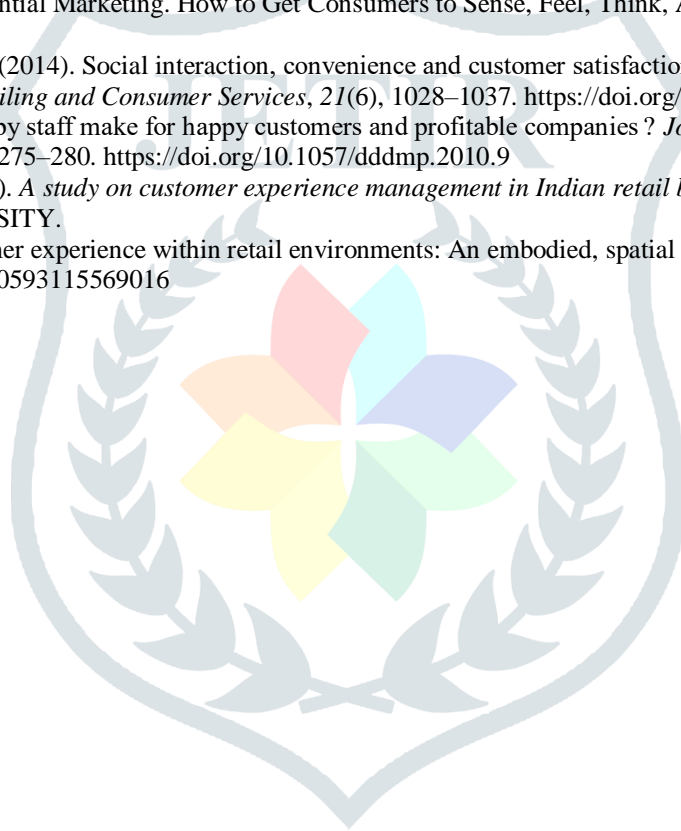 ntial Marketing. How to Get Consumers to Sense, Feel, Think, A
(2014). Social interaction, convenience and customer satisfactio
iling and Consumer Services, 21(6), 1028–1037. https://doi.org/
py staff make for happy customers and profitable companies ? Jo
275–280. https://doi.org/10.1057/dddmp.2010.9
). A study on customer experience management in Indian retail b
SITY.
ner experience within retail environments: An embodied, spatial
0593115569016
JETIR